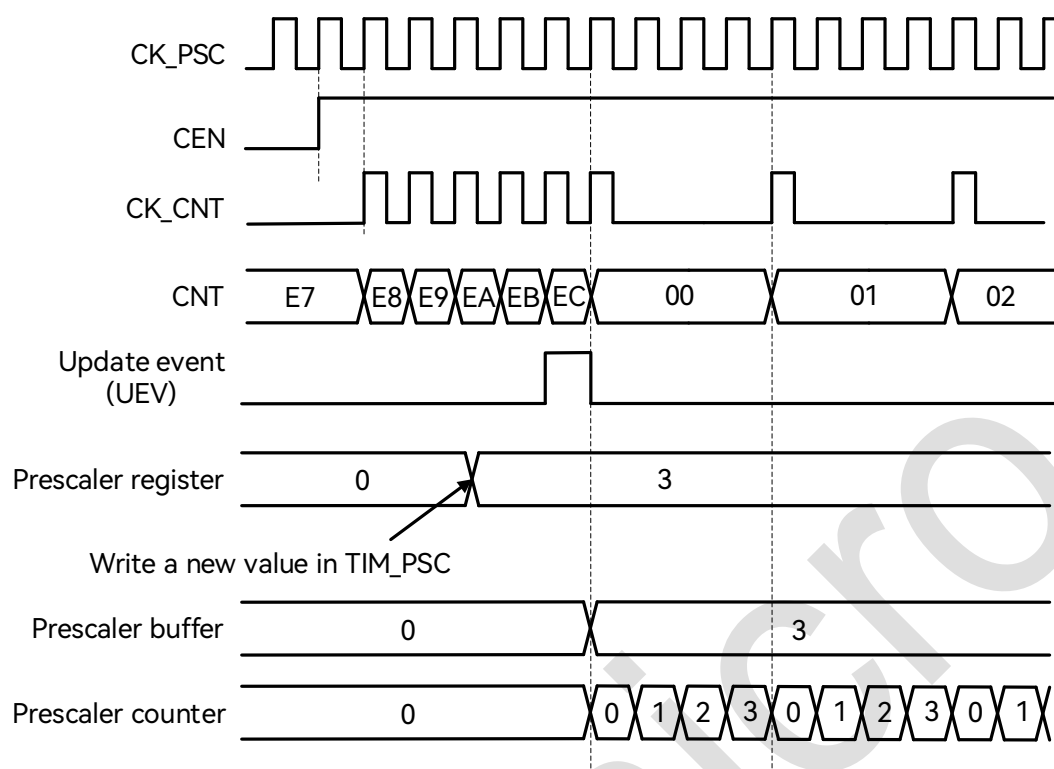 CK_PSC
CEN
CK_CNT
CNT E7 E8 E9 EA EB EC 00 01 02
Update event
(UEV)
Prescaler register 0 3
Write a new value in TIM_PSC
Prescaler buffer 0 3
Prescaler counter 0 0 1 2 3 0 1 2 3 0 1
micro